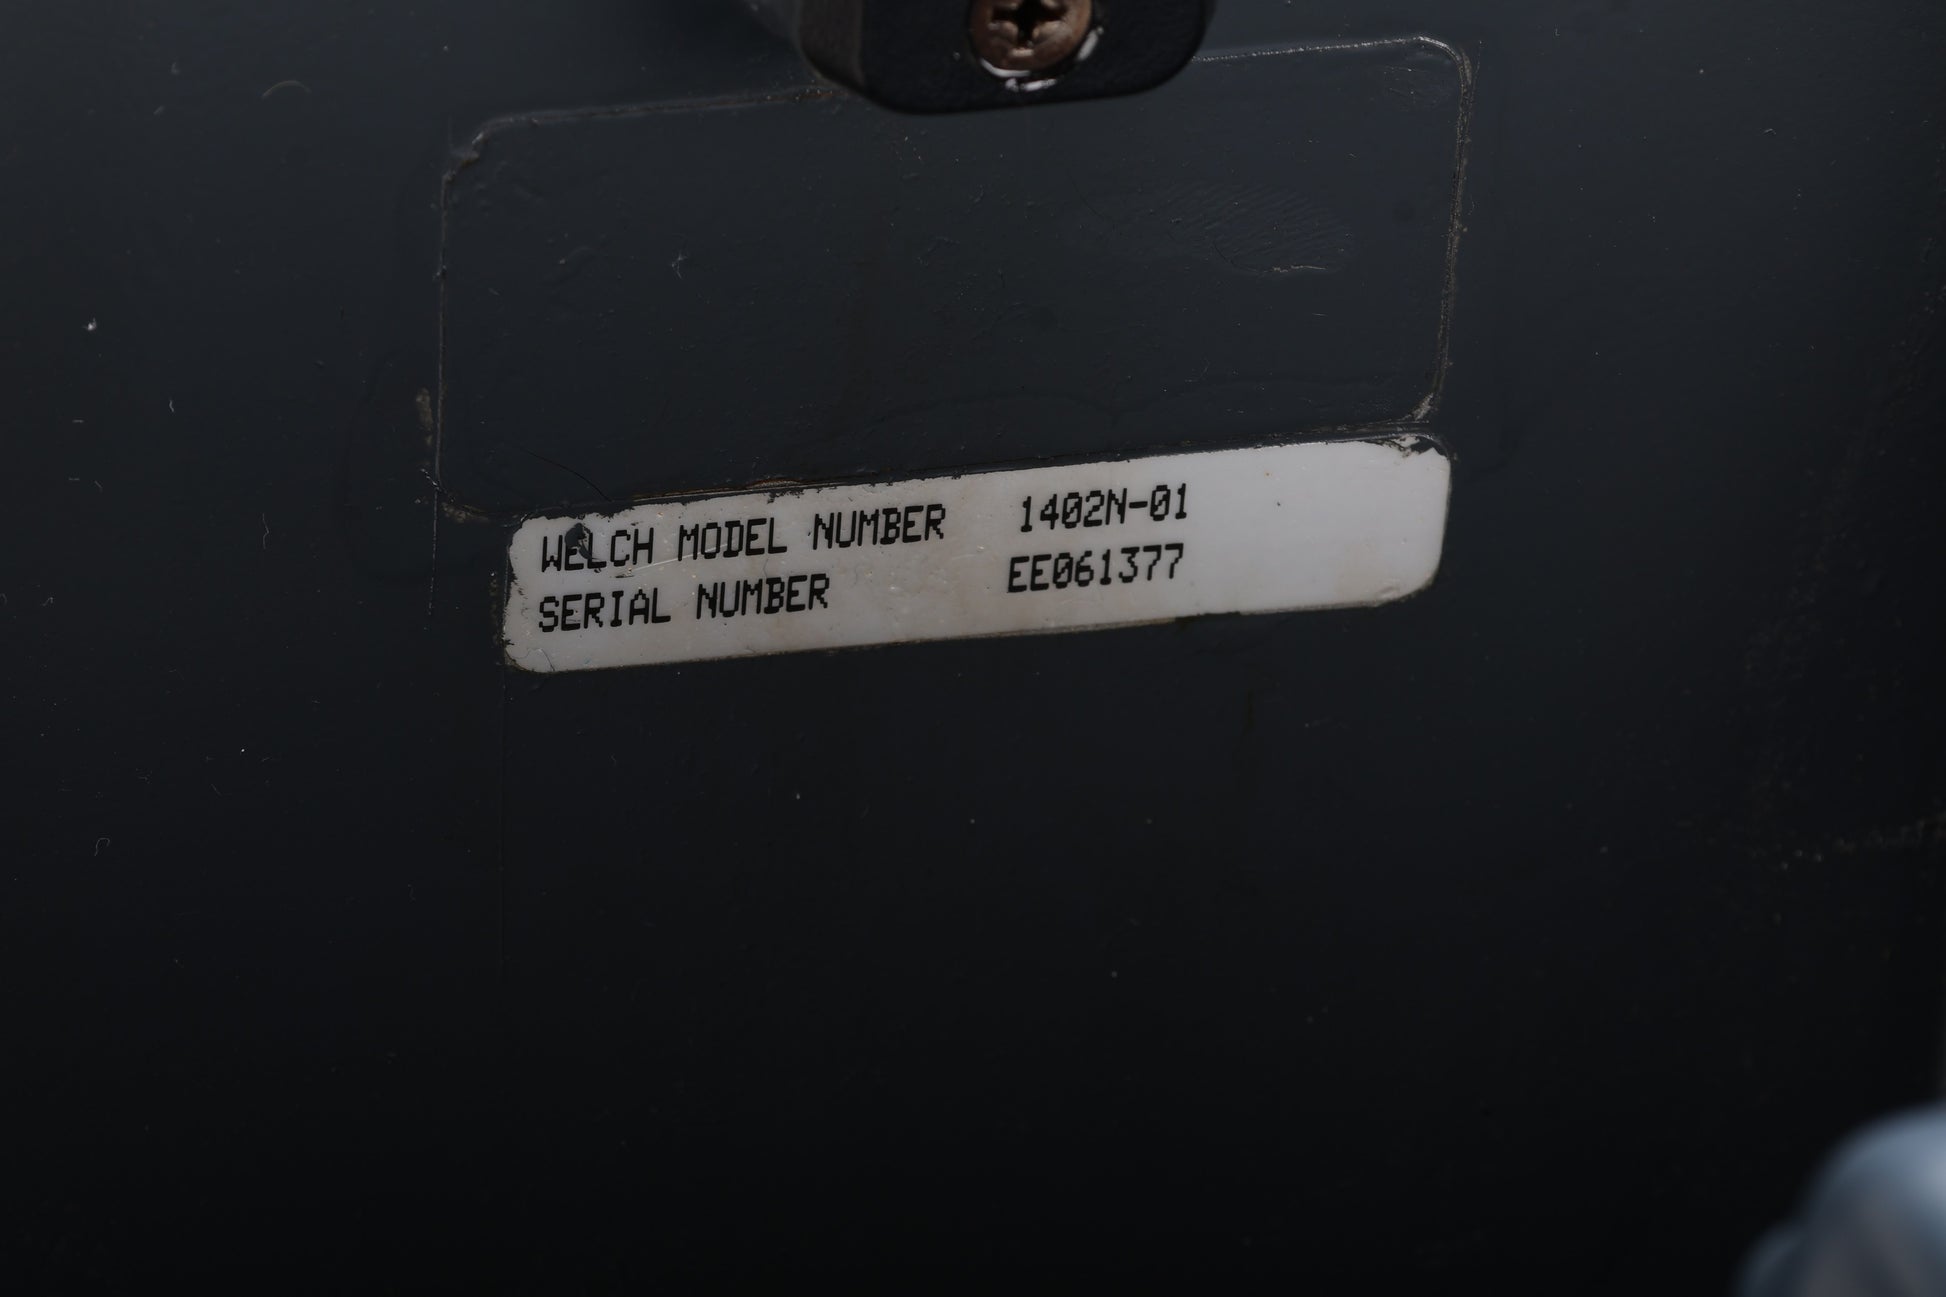 WELCH MODEL NUMBER 1402N-01
SERIAL NUMBER EE061377